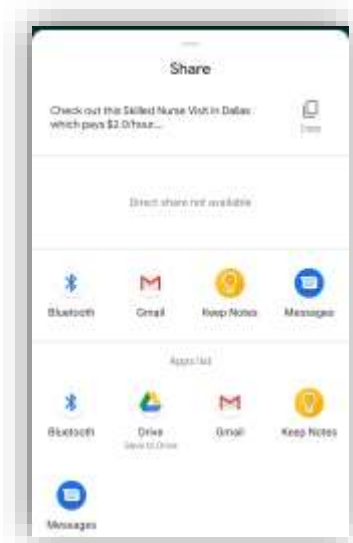 Share
Check out this Skilled Nurse Visit in Dallas
which pays $2.0/hour...
Copy
Direct share not available
Bluetooth Gmail Keep Notes Messages
Apps list
Bluetooth Drive Gmail Keep Notes
Save to Drive
Messages